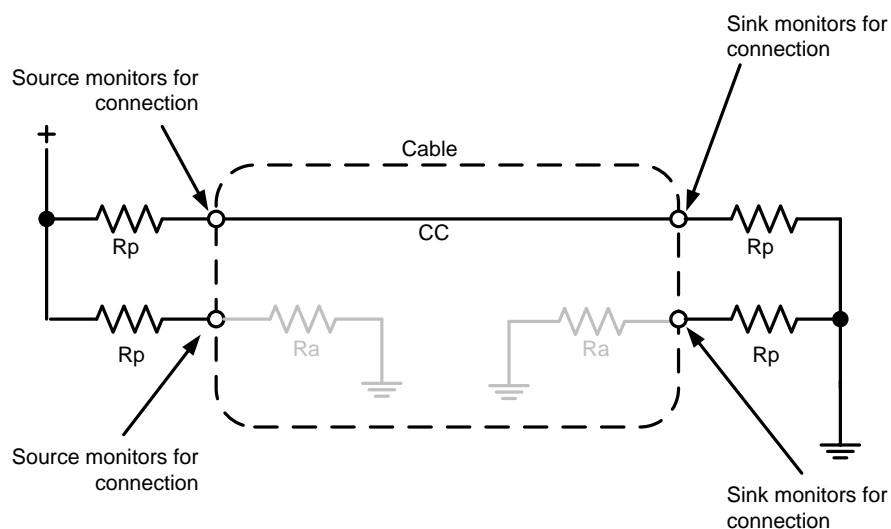 Sink monitors for
connection
Source monitors for
connection
+
Cable
CC
Rp
Rp
Ra
Ra
Rp
Rp
Source monitors for
connection
Sink monitors for
connection